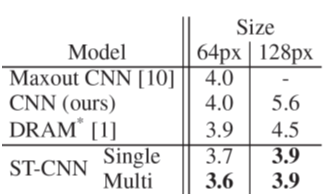 Size
Model 64px 128px
Maxout CNN [10] 4.0 -
CNN (ours) 4.0 5.6
DRAM* [1] 3.9 4.5
ST-CNN Single 3.7 3.9
Multi 3.6 3.9